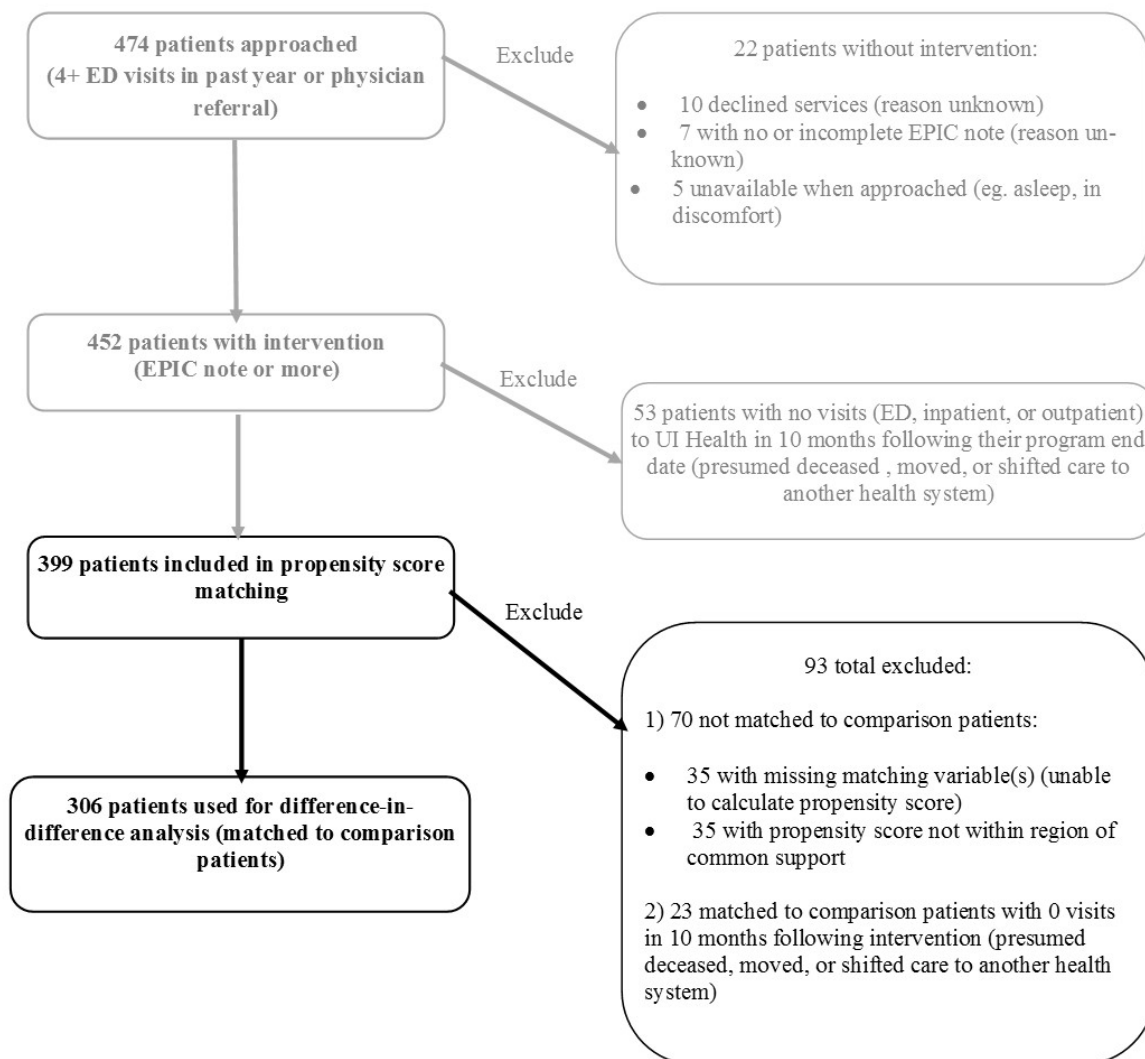 474 patients approached
(4+ ED visits in past year or physician
referral)
Exclude
22 patients without intervention:
• 10 declined services (reason unknown)
• 7 with no or incomplete EPIC note (reason un-
known)
• 5 unavailable when approached (eg. asleep, in
discomfort)
452 patients with intervention
(EPIC note or more)
Exclude
53 patients with no visits (ED, inpatient, or outpatient)
to UI Health in 10 months following their program end
date (presumed deceased , moved, or shifted care to
another health system)
399 patients included in propensity score
matching
Exclude
93 total excluded:
1) 70 not matched to comparison patients:
• 35 with missing matching variable(s) (unable
to calculate propensity score)
• 35 with propensity score not within region of
common support
2) 23 matched to comparison patients with 0 visits
in 10 months following intervention (presumed
deceased, moved, or shifted care to another health
system)
306 patients used for difference-in-
difference analysis (matched to comparison
patients)